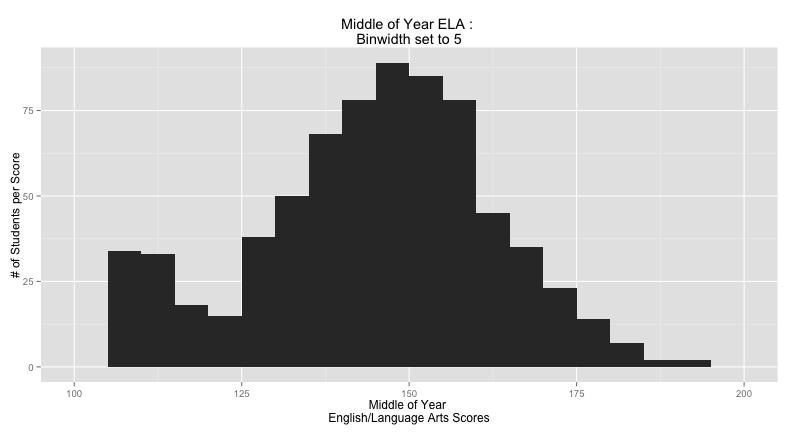 Middle of Year ELA :
Binwidth set to 5
# of Students per Score
75
50
25
0
100
125
150
175
200
Middle of Year
English/Language Arts Scores